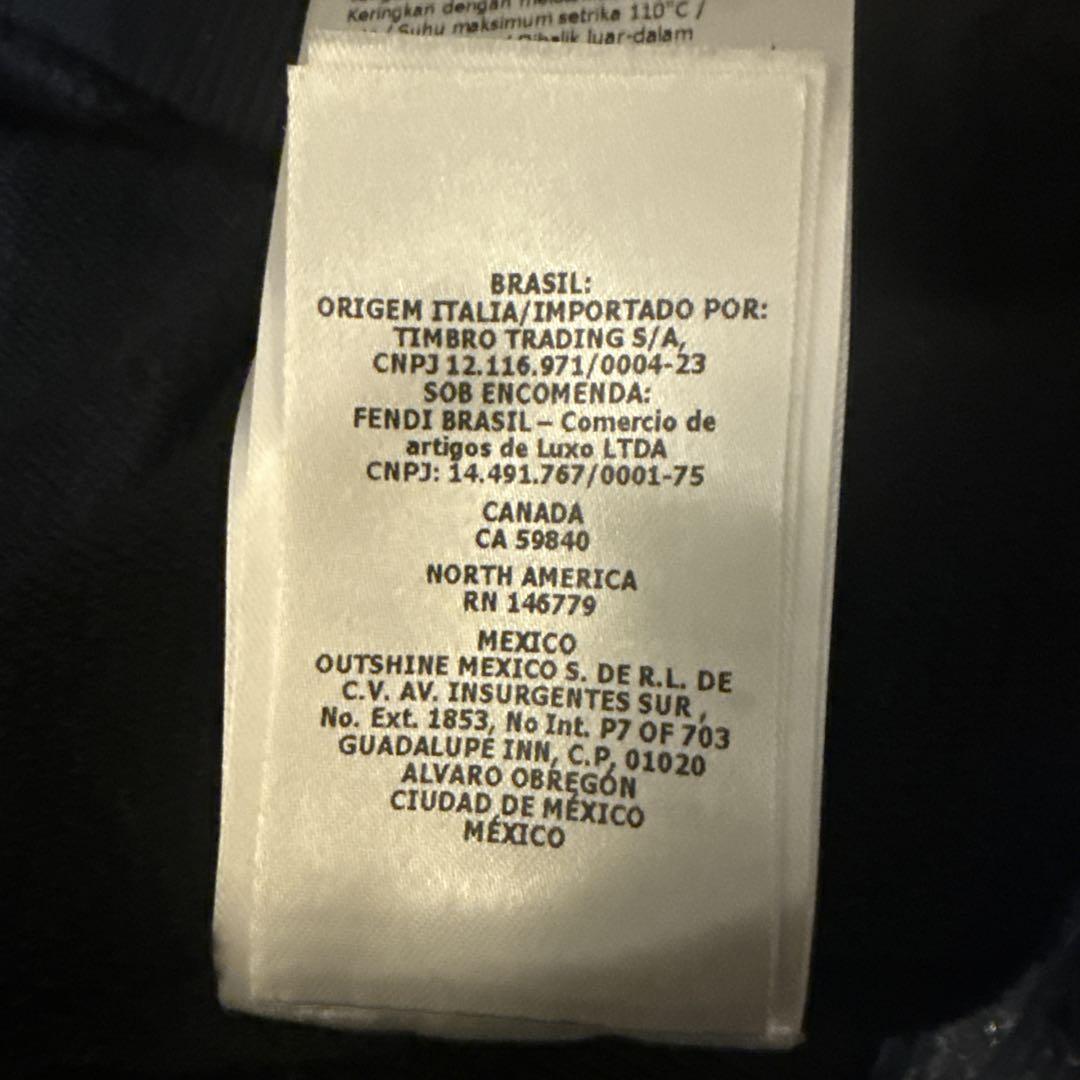 Keringkan dengan
/ Suhu maksimum setrika 110°C /
luar-dalam
BRASIL:
ORIGEM ITALIA/IMPORTADO POR:
TIMBRO TRADING S/A,
CNPJ 12.116.971/0004-23
SOB ENCOMENDA:
FENDI BRASIL – Comercio de
artigos de Luxo LTDA
CNPJ: 14.491.767/0001-75
CANADA
CA 59840
NORTH AMERICA
RN 146779
MEXICO
OUTSHINE MEXICO S. DE R.L. DE
C.V. AV. INSURGENTES SUR ,
No. Ext. 1853, No Int. P7 OF 703
GUADALUPE INN, C.P, 01020
ALVARO OBREGÓN
CIUDAD DE MÉXICO
MÉXICO